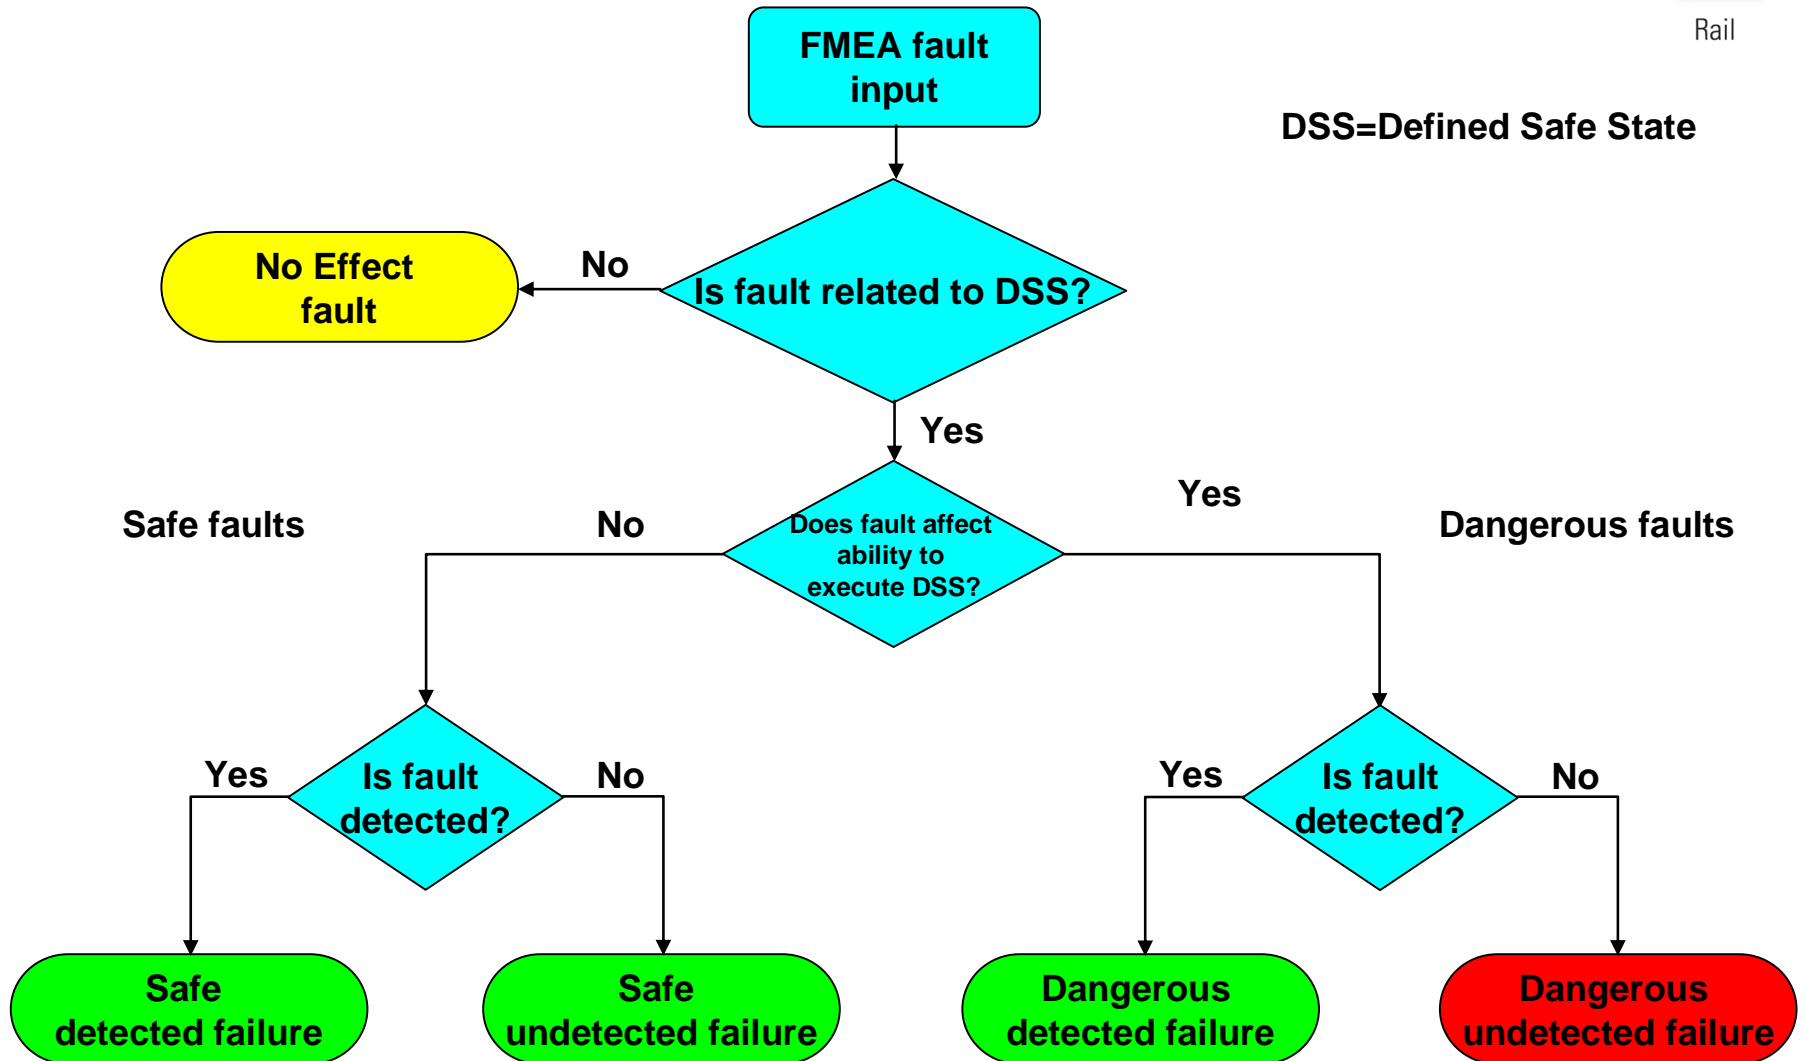 Rail
FMEA fault
input
DSS=Defined Safe State
No Effect
fault
No
Is fault related to DSS?
Yes
Safe faults
No
Does fault affect
ability to
execute DSS?
Yes
Dangerous faults
Yes
Is fault
detected?
No
Yes
Is fault
detected?
No
Safe
detected failure
Safe
undetected failure
Dangerous
detected failure
Dangerous
undetected failure